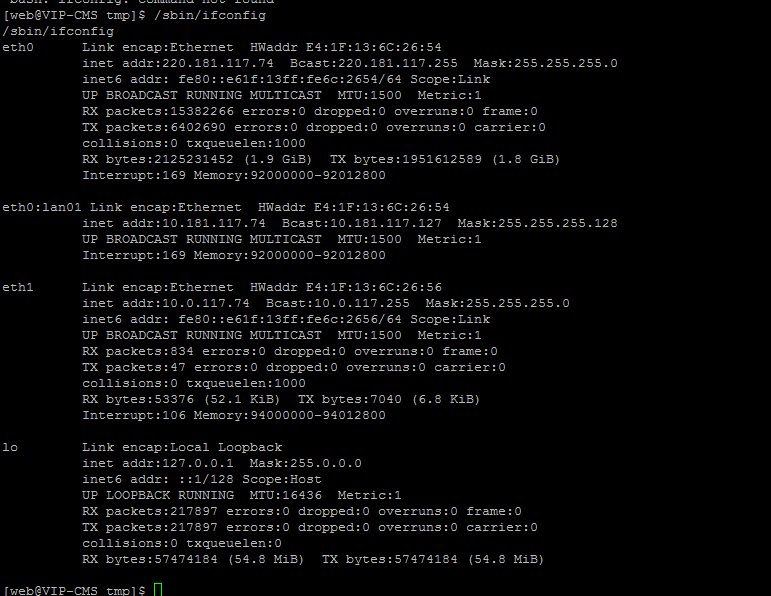 bash: ifconfig: command not found
[web@VIP-CMS tmp]$ /sbin/ifconfig
/sbin/ifconfig
eth0      Link encap:Ethernet  HWaddr E4:1F:13:6C:26:54
          inet addr:220.181.117.74  Bcast:220.181.117.255  Mask:255.255.255.0
          inet6 addr: fe80::e61f:13ff:fe6c:2654/64 Scope:Link
          UP BROADCAST RUNNING MULTICAST  MTU:1500  Metric:1
          RX packets:15382266 errors:0 dropped:0 overruns:0 frame:0
          TX packets:6402690 errors:0 dropped:0 overruns:0 carrier:0
          collisions:0 txqueuelen:1000
          RX bytes:2125231452 (1.9 GiB)  TX bytes:1951612589 (1.8 GiB)
          Interrupt:169 Memory:92000000-92012800
eth0:lan01 Link encap:Ethernet  HWaddr E4:1F:13:6C:26:54
          inet addr:10.181.117.74  Bcast:10.181.117.127  Mask:255.255.255.128
          UP BROADCAST RUNNING MULTICAST  MTU:1500  Metric:1
          Interrupt:169 Memory:92000000-92012800
eth1      Link encap:Ethernet  HWaddr E4:1F:13:6C:26:56
          inet addr:10.0.117.74  Bcast:10.0.117.255  Mask:255.255.255.0
          inet6 addr: fe80::e61f:13ff:fe6c:2656/64 Scope:Link
          UP BROADCAST RUNNING MULTICAST  MTU:1500  Metric:1
          RX packets:834 errors:0 dropped:0 overruns:0 frame:0
          TX packets:47 errors:0 dropped:0 overruns:0 carrier:0
          collisions:0 txqueuelen:1000
          RX bytes:53376 (52.1 KiB)  TX bytes:7040 (6.8 KiB)
          Interrupt:106 Memory:94000000-94012800
lo        Link encap:Local Loopback
          inet addr:127.0.0.1  Mask:255.0.0.0
          inet6 addr: ::1/128 Scope:Host
          UP LOOPBACK RUNNING  MTU:16436  Metric:1
          RX packets:217897 errors:0 dropped:0 overruns:0 frame:0
          TX packets:217897 errors:0 dropped:0 overruns:0 carrier:0
          collisions:0 txqueuelen:0
          RX bytes:57474184 (54.8 MiB)  TX bytes:57474184 (54.8 MiB)
[web@VIP-CMS tmp]$